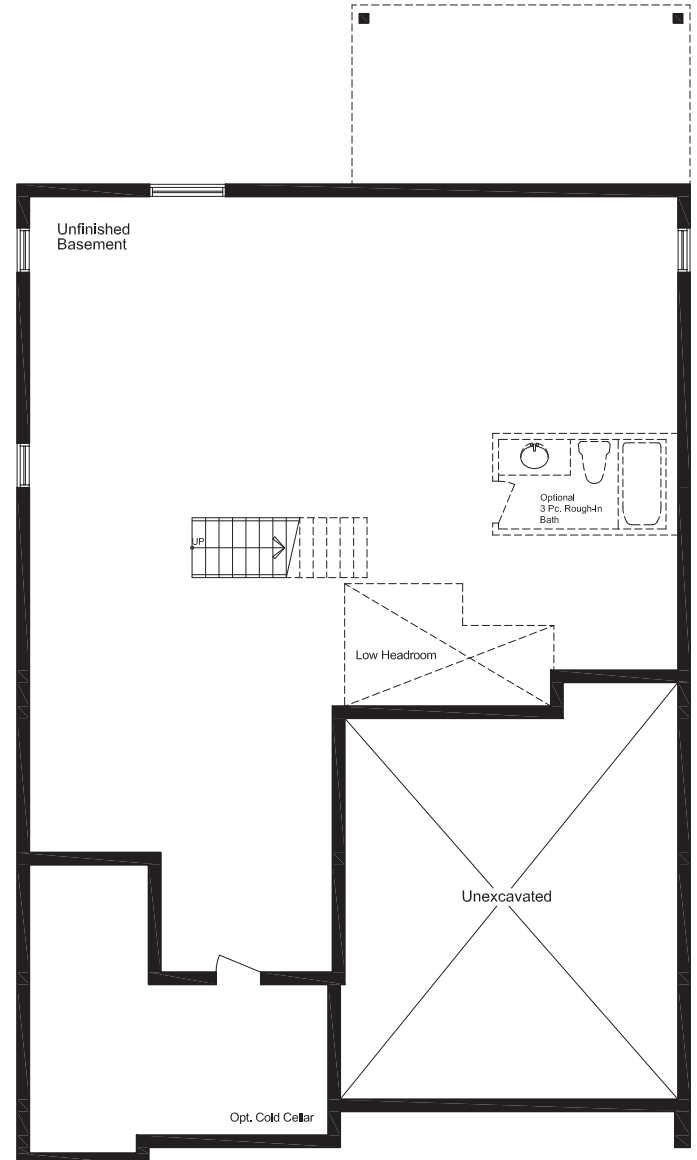 Unfinished
Basement
Optional
3 Pc. Rough-In
Bath
UP
Low Headroom
Unexcavated
Opt. Cold Cellar